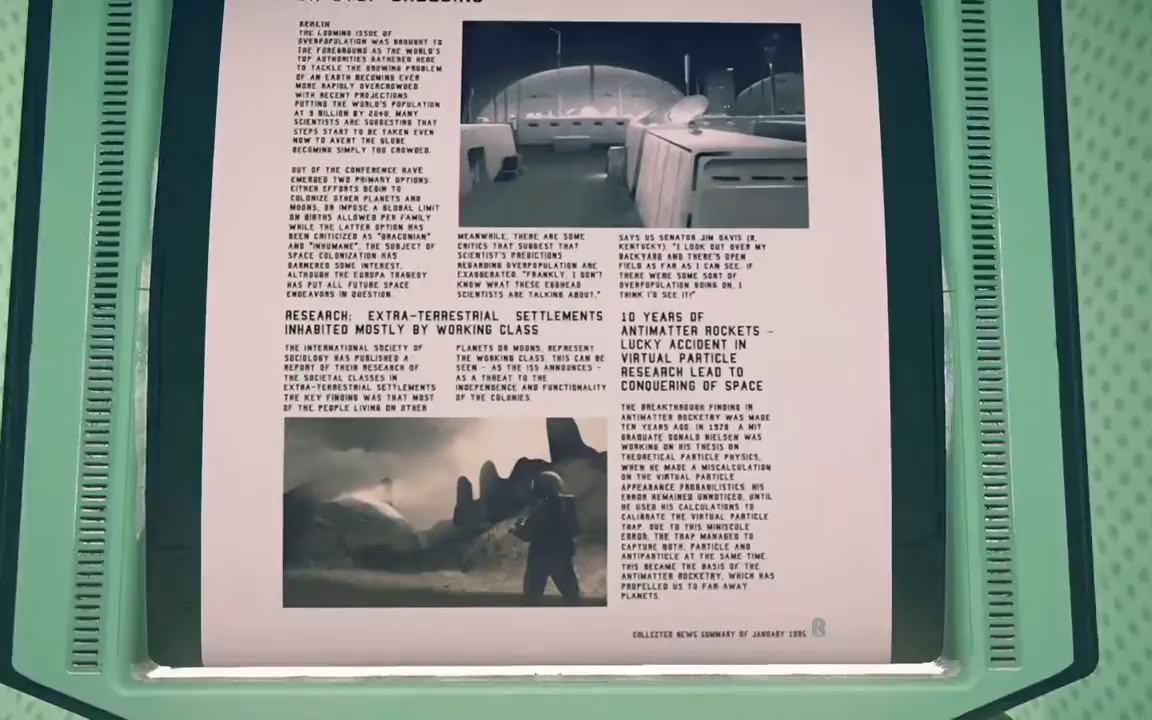 BERLIN
THE LOOMING ISSUE OF
OVERPOPULATION WAS BROUGHT TO
THE FOREGROUND AS THE WORLD'S
TOP AUTHORITIES GATHERED HERE
TO TACKLE THE GROWING PROBLEM
OF AN EARTH BECOMING EVER
MORE RAPIDLY OVERCROWDED
WITH RECENT PROJECTIONS
PUTTING THE WORLD'S POPULATION
AT 9 BILLION BY 2040, MANY
SCIENTISTS ARE SUGGESTING THAT
STEPS START TO BE TAKEN EVEN
NOW TO AVERT THE GLOBE
BECOMING SIMPLY TOO CROWDED.
OUT OF THE CONFERENCE HAVE
EMERGED TWO PRIMARY OPTIONS:
EITHER EFFORTS BEGIN TO
COLONIZE OTHER PLANETS AND
MOONS, OR IMPOSE A GLOBAL LIMIT
ON BIRTHS ALLOWED PER FAMILY
WHILE THE LATTER OPTION HAS
BEEN CRITICIZED AS "DRACONIAN"
AND "INHUMANE", THE SUBJECT OF
SPACE COLONIZATION HAS
GARNERED SOME INTEREST,
ALTHOUGH THE EUROPA TRAGEDY
HAS PUT ALL FUTURE SPACE
ENDEAVORS IN QUESTION.
MEANWHILE, THERE ARE SOME
CRITICS THAT SUGGEST THAT
SCIENTIST'S PREDICTIONS
REGARDING OVERPOPULATION ARE
EXAGGERATED. "FRANKLY, I DON'T
KNOW WHAT THESE EGGHEAD
SCIENTISTS ARE TALKING ABOUT,"
SAYS US SENATOR JIM DAVIS (R,
KENTUCKY). "I LOOK OUT OVER MY
BACKYARD AND THERE'S OPEN
FIELD AS FAR AS I CAN SEE. IF
THERE WERE SOME SORT OF
OVERPOPULATION GOING ON, I
THINK I'D SEE IT!"
RESEARCH: EXTRA-TERRESTRIAL SETTLEMENTS
INHABITED MOSTLY BY WORKING CLASS
THE INTERNATIONAL SOCIETY OF
SOCIOLOGY HAS PUBLISHED A
REPORT OF THEIR RESEARCH OF
THE SOCIETAL CLASSES IN
EXTRA-TERRESTRIAL SETTLEMENTS
THE KEY FINDING WAS THAT MOST
OF THE PEOPLE LIVING ON OTHER
PLANETS OR MOONS, REPRESENT
THE WORKING CLASS. THIS CAN BE
SEEN - AS THE ISS ANNOUNCES -
AS A THREAT TO THE
INDEPENDENCE AND FUNCTIONALITY
OF THE COLONIES.
10 YEARS OF
ANTIMATTER ROCKETS -
LUCKY ACCIDENT IN
VIRTUAL PARTICLE
RESEARCH LEAD TO
CONQUERING OF SPACE
THE BREAKTHROUGH FINDING IN
ANTIMATTER ROCKETRY WAS MADE
TEN YEARS AGO. IN 1976 A MIT
GRADUATE DONALD NIELSEN WAS
WORKING ON HIS THESIS ON
THEORETICAL PARTICLE PHYSICS,
WHEN HE MADE A MISCALCULATION
ON THE VIRTUAL PARTICLE
APPEARANCE PROBABILISTICS. HIS
ERROR REMAINED UNNOTICED, UNTIL
HE USED HIS CALCULATIONS TO
CALIBRATE THE VIRTUAL PARTICLE
TRAP. DUE TO THIS MINISCULE
ERROR, THE TRAP MANAGED TO
CAPTURE BOTH, PARTICLE AND
ANTIPARTICLE AT THE SAME TIME.
THIS BECAME THE BASIS OF THE
ANTIMATTER ROCKETRY, WHICH HAS
PROPELLED US TO FAR AWAY
PLANETS.
COLLECTED NEWS SUMMARY OF JANUARY 1986